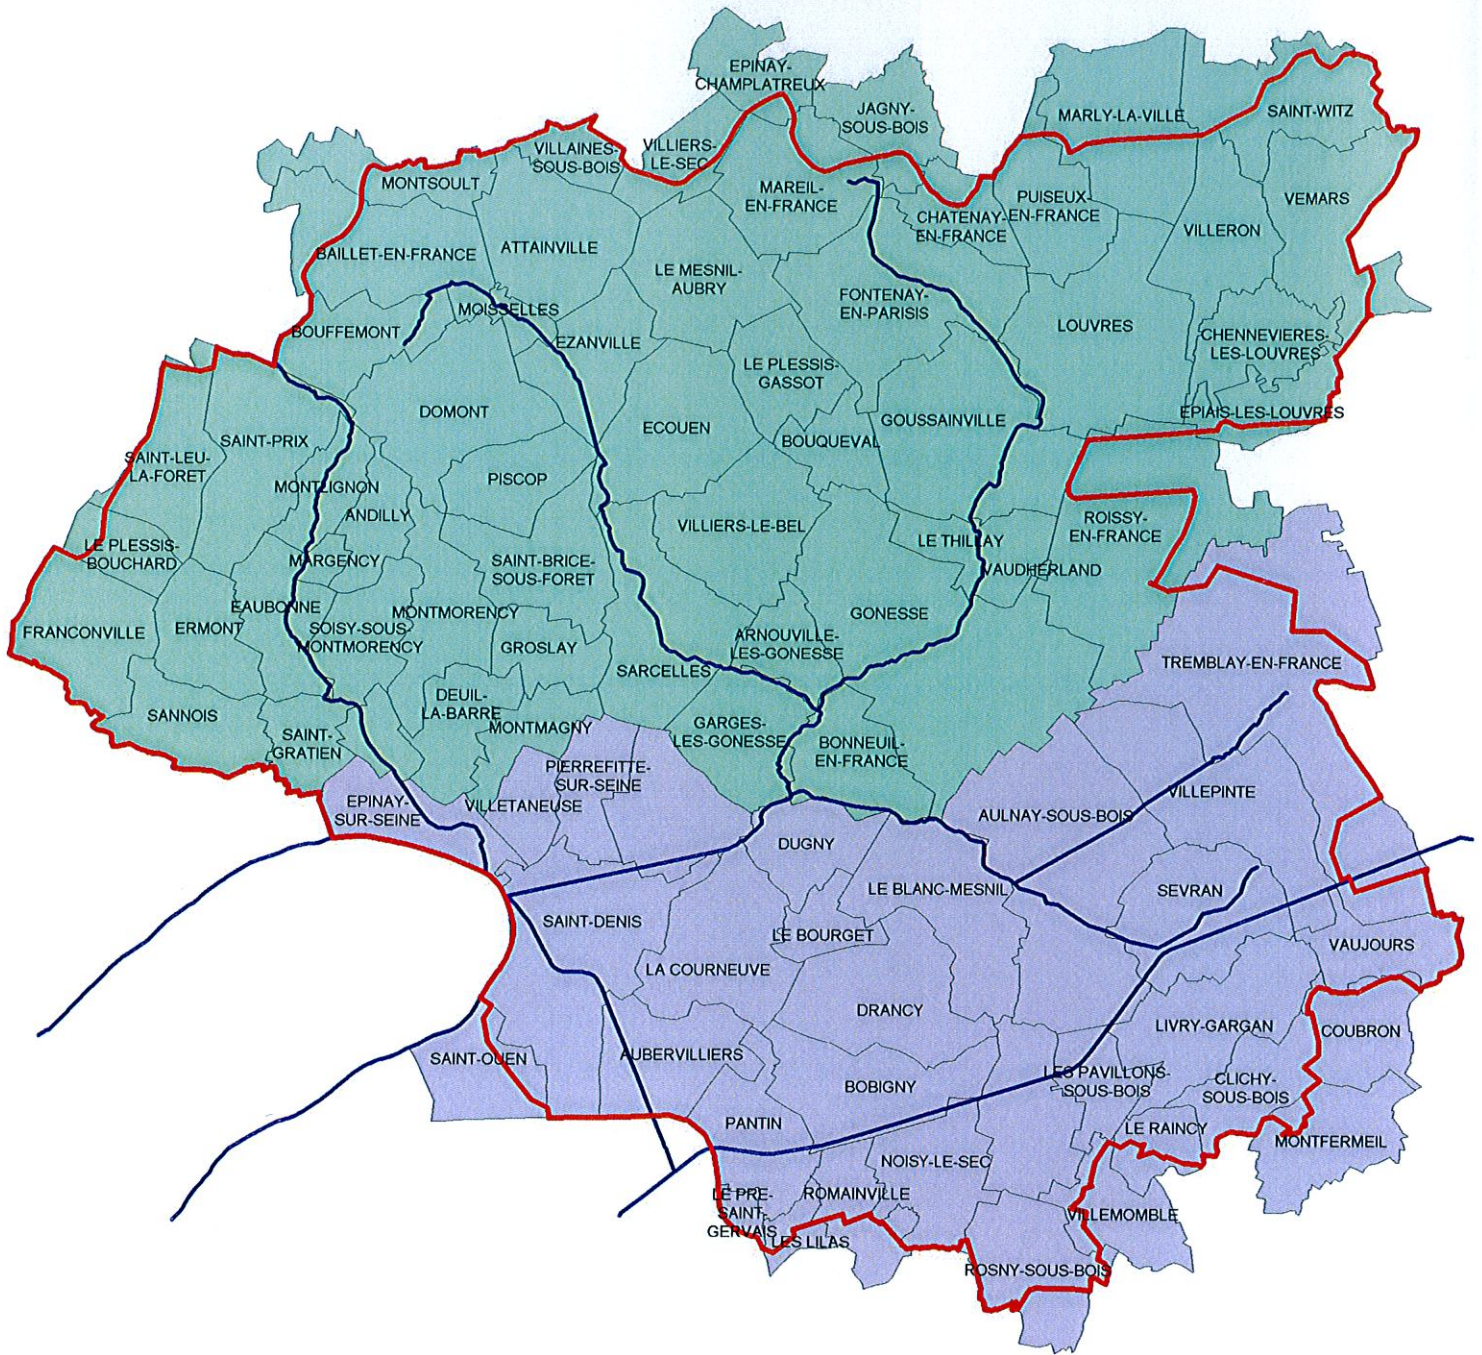 EPINAY-
CHAMPLATREUX
JAGNY-
SOUS-BOIS
MARLY-LA-VILLE
SAINT-WITZ
VILLAINES-
SOUS-BOIS
VILLIERS-
LE-SEC
MONTSOULT
MAREIL-
EN-FRANCE
PUISEUX-
EN-FRANCE
CHATENAY-
EN-FRANCE
VEMARS
VILLERON
BAILLET-EN-FRANCE
ATTAINVILLE
LE MESNIL-
AUBRY
FONTENAY-
EN-PARISIS
MOISSELLES
BOUFFEMONT
EZANVILLE
LOUVRES
CHENNEVIERES-
LES-LOUVRES
LE PLESSIS-
GASSOT
DOMONT
ECOUEN
GOUSSAINVILLE
EPIAIS-LES-LOUVRES
BOUQUEVAL
SAINT-PRIX
SAINT-LEU-
LA-FORET
MONTLIGNON
PISCOP
ANDILLY
VILLIERS-LE-BEL
ROISSY-
EN-FRANCE
LE THILLAY
LE PLESSIS-
BOUCHARD
MARGENCY
SAINT-BRICE-
SOUS-FORET
VAUDHERLAND
EAUBONNE
MONTMORENCY
GONESSE
FRANCONVILLE
ERMONT
SOISY-SOUS-
MONTMORENCY
GROSLAY
ARNOUVILLE-
LES-GONESSE
SARCELLES
TREMBLAY-EN-FRANCE
DEUIL-
LA-BARRE
SANNOIS
MONTMAGNY
GARGES-
LES-GONESSE
SAINT-
GRATIEN
BONNEUIL-
EN-FRANCE
PIERREFITTE-
SUR-SEINE
EPINAY-
SUR-SEINE
VILLETANEUSE
AULNAY-SOUS-BOIS
VILLEPINTE
DUGNY
LE BLANC-MESNIL
SEVRAN
SAINT-DENIS
LE BOURGET
VAUJOURS
LA COURNEUVE
DRANCY
LIVRY-GARGAN
COUBRON
SAINT-OUEN
AUBERVILLIERS
BOBIGNY
LES PAVILLONS-
SOUS-BOIS
CLICHY-
SOUS-BOIS
PANTIN
LE RAINCY
MONTFERMEIL
NOISY-LE-SEC
LE PRE-
SAINT-
GERVAIS
ROMAINVILLE
VILLEMOMBLE
LES LILAS
ROSNY-SOUS-BOIS